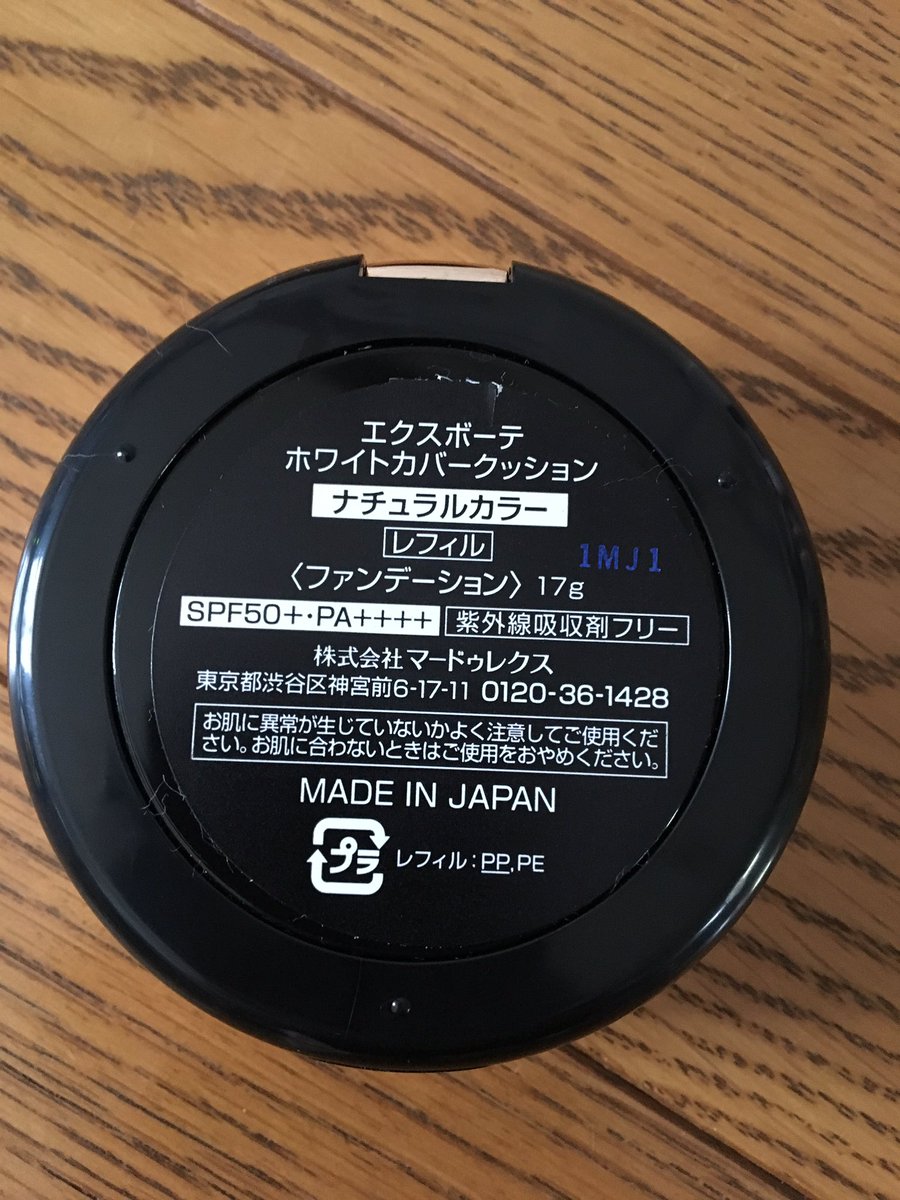 エクスボーテ
ホワイトカバークッション
ナチュラルカラー
レフィル
1MJ1
〈ファンデーション〉 17g
SPF50+・PA++++ 紫外線吸収剤フリー
株式会社マードゥレクス
東京都渋谷区神宮前6-17-11 0120-36-1428
お肌に異常が生じていないかよく注意してご使用くだ
さい。お肌に合わないときはご使用をおやめください。
MADE IN JAPAN
プラ レフィル:PP,PE